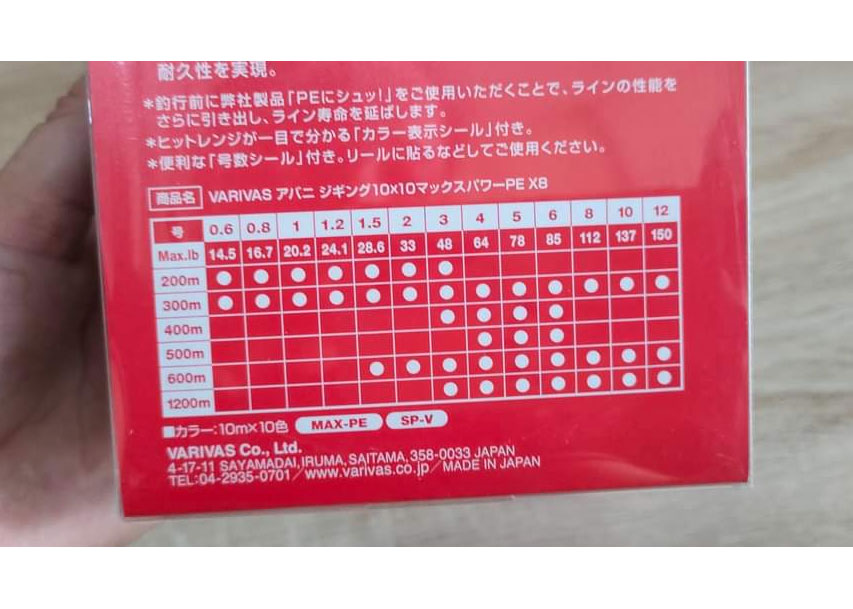 耐久性を実現。
*釣行前に弊社製品「PEにシュッ!」をご使用いただくことで、ラインの性能を
さらに引き出し、ライン寿命を延ばします。
*ヒットレンジが一目で分かる「カラー表示シール」付き。
*便利な「号数シール」付き。リールに貼るなどしてご使用ください。
商品名 VARIVAS アバニ ジギング10×10マックスパワーPE X8
号 0.6 0.8 1 1.2 1.5 2 3 4 5 6 8 10 12
Max.lb 14.5 16.7 20.2 24.1 28.6 33 48 64 78 85 112 137 150
200m
300m
400m
500m
600m
1200m
■カラー:10m×10色 MAX-PE SP-V
VARIVAS Co., Ltd.
4-17-11 SAYAMADAI, IRUMA, SAITAMA, 358-0033 JAPAN
TEL:04-2935-0701/www.varivas.co.jp/MADE IN JAPAN